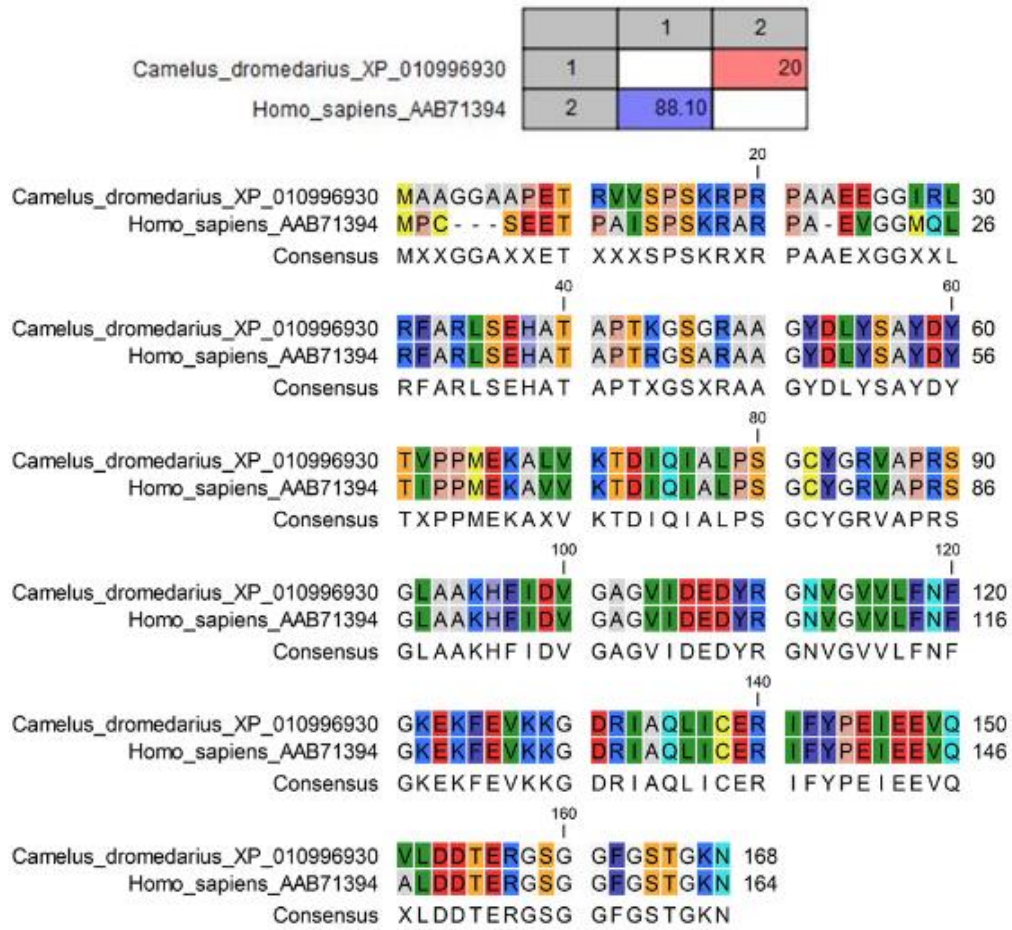 1 2
Camelus_dromedarius_XP_010996930 1 20
Homo_sapiens_AAB71394 2 88.10
20
Camelus_dromedarius_XP_010996930 MAAGGAAPET RVVSPSKRPR PAAEEGGIRL 30
Homo_sapiens_AAB71394 MPC---SEET PAISPSKRAR PA-EVGGMQL 26
Consensus MXXGGAXXET XXXSPSKRXR PAAEXGGXXL
40 60
Camelus_dromedarius_XP_010996930 RFARLSEHAT APTKGSGRAA GYDLYSAYDY 60
Homo_sapiens_AAB71394 RFARLSEHAT APTRGSARAA GYDLYSAYDY 56
Consensus RFARLSEHAT APTXGSXRAA GYDLYSAYDY
80
Camelus_dromedarius_XP_010996930 TVPPMEKALV KTDIQIALPS GCYGRVAPRS 90
Homo_sapiens_AAB71394 TIPPMEKAVV KTDIQIALPS GCYGRVAPRS 86
Consensus TXPPMEKAXV KTDIQIALPS GCYGRVAPRS
100 120
Camelus_dromedarius_XP_010996930 GLAAKHFIDV GAGVIDEDYR GNVGVVLFNF 120
Homo_sapiens_AAB71394 GLAAKHFIDV GAGVIDEDYR GNVGVVLFNF 116
Consensus GLAAKHFIDV GAGVIDEDYR GNVGVVLFNF
140
Camelus_dromedarius_XP_010996930 GKEKFEVKKG DRIAQLICER IFYPEIEEVQ 150
Homo_sapiens_AAB71394 GKEKFEVKKG DRIAQLICER IFYPEIEEVQ 146
Consensus GKEKFEVKKG DRIAQLICER IFYPEIEEVQ
160
Camelus_dromedarius_XP_010996930 VLDDTERGSG GFGSTGKN 168
Homo_sapiens_AAB71394 ALDDTERGSG GFGSTGKN 164
Consensus XLDDTERGSG GFGSTGKN